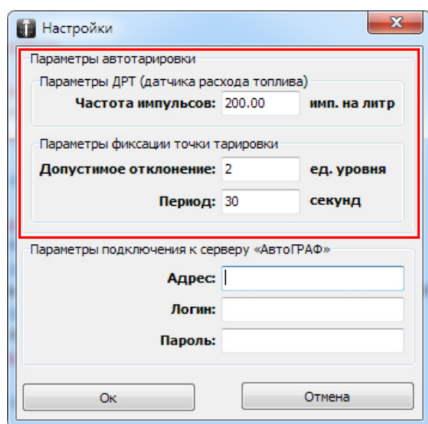 Настройки
Параметры автотарировки
Параметры ДРТ (датчика расхода топлива)
Частота импульсов: 200.00 имп. на литр
Параметры фиксации точки тарировки
Допустимое отклонение: 2 ед. уровня
Период: 30 секунд
Параметры подключения к серверу «АвтоГРАФ»
Адрес:
Логин:
Пароль:
Ок Отмена